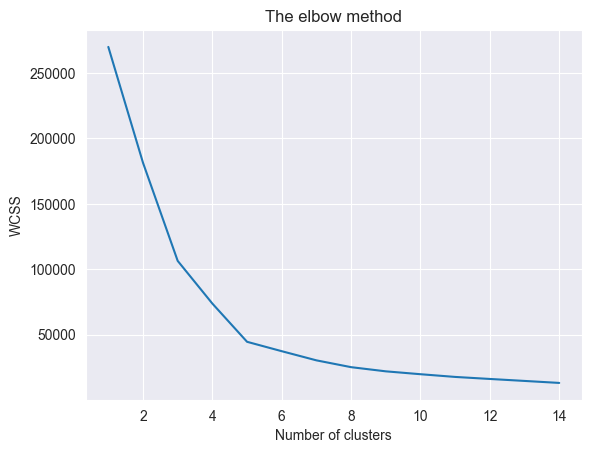 The elbow method
250000
200000
150000
100000
50000
WCSS
2 4 6 8 10 12 14
Number of clusters